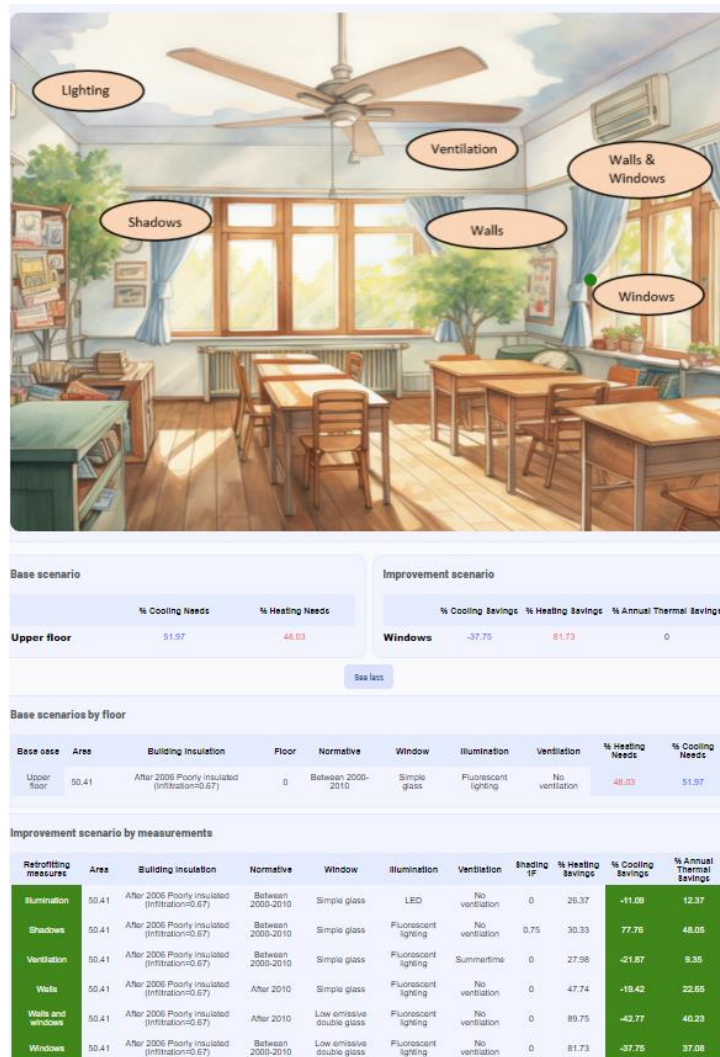 Lighting
Ventilation
Walls &
Windows
Shadows
Walls
Windows
Base scenario
% Cooling Needs % Heating Needs
Upper floor 51.97 48.03
Improvement scenario
% Cooling Savings % Heating Savings % Annual Thermal Savings
Windows -37.75 81.73 0
See less
Base scenarios by floor
Base case Area Building Insulation Floor Normative Window Illumination Ventilation % Heating Needs % Cooling Needs
Upper floor 50.41 After 2006 Poorly insulated (Infiltration=0.67) 0 Between 2000-2010 Simple glass Fluorescent lighting No ventilation 48.03 51.97
Improvement scenario by measurements
Retrofitting measures Area Building Insulation Normative Window Illumination Ventilation Shading 1F % Heating Savings % Cooling Savings % Annual Thermal Savings
Illumination 50.41 After 2006 Poorly insulated (Infiltration=0.67) Between 2000-2010 Simple glass LED No ventilation 0 26.37 -11.09 12.37
Shadows 50.41 After 2006 Poorly insulated (Infiltration=0.67) Between 2000-2010 Simple glass Fluorescent lighting No ventilation 0.75 30.33 77.76 48.05
Ventilation 50.41 After 2006 Poorly insulated (Infiltration=0.67) Between 2000-2010 Simple glass Fluorescent lighting Summertime 0 27.98 -21.87 9.35
Walls 50.41 After 2006 Poorly insulated (Infiltration=0.67) After 2010 Simple glass Fluorescent lighting No ventilation 0 47.74 -19.42 22.65
Walls and windows 50.41 After 2006 Poorly insulated (Infiltration=0.67) After 2010 Low emissive double glass Fluorescent lighting No ventilation 0 89.75 -42.77 40.23
Windows 50.41 After 2006 Poorly insulated (Infiltration=0.67) Between 2000-2010 Low emissive double glass Fluorescent lighting No ventilation 0 81.73 -37.75 37.08